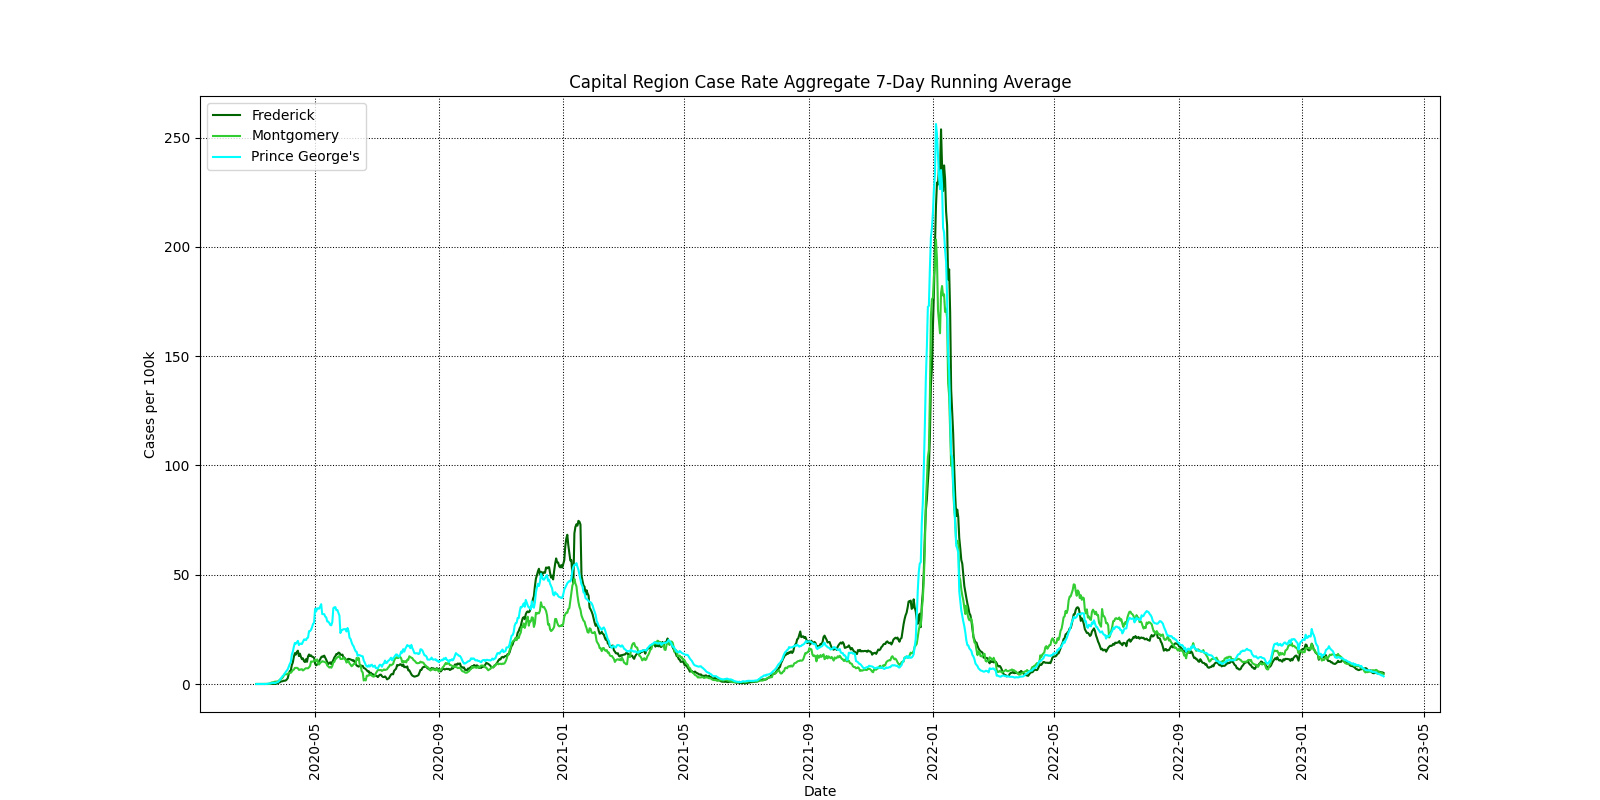 Capital Region Case Rate Aggregate 7-Day Running Average
Frederick
Montgomery
Prince George's
250
200
150
100
50
0
Cases per 100k
2020-05
2020-09
2021-01
2021-05
2021-09
2022-01
2022-05
2022-09
2023-01
2023-05
Date